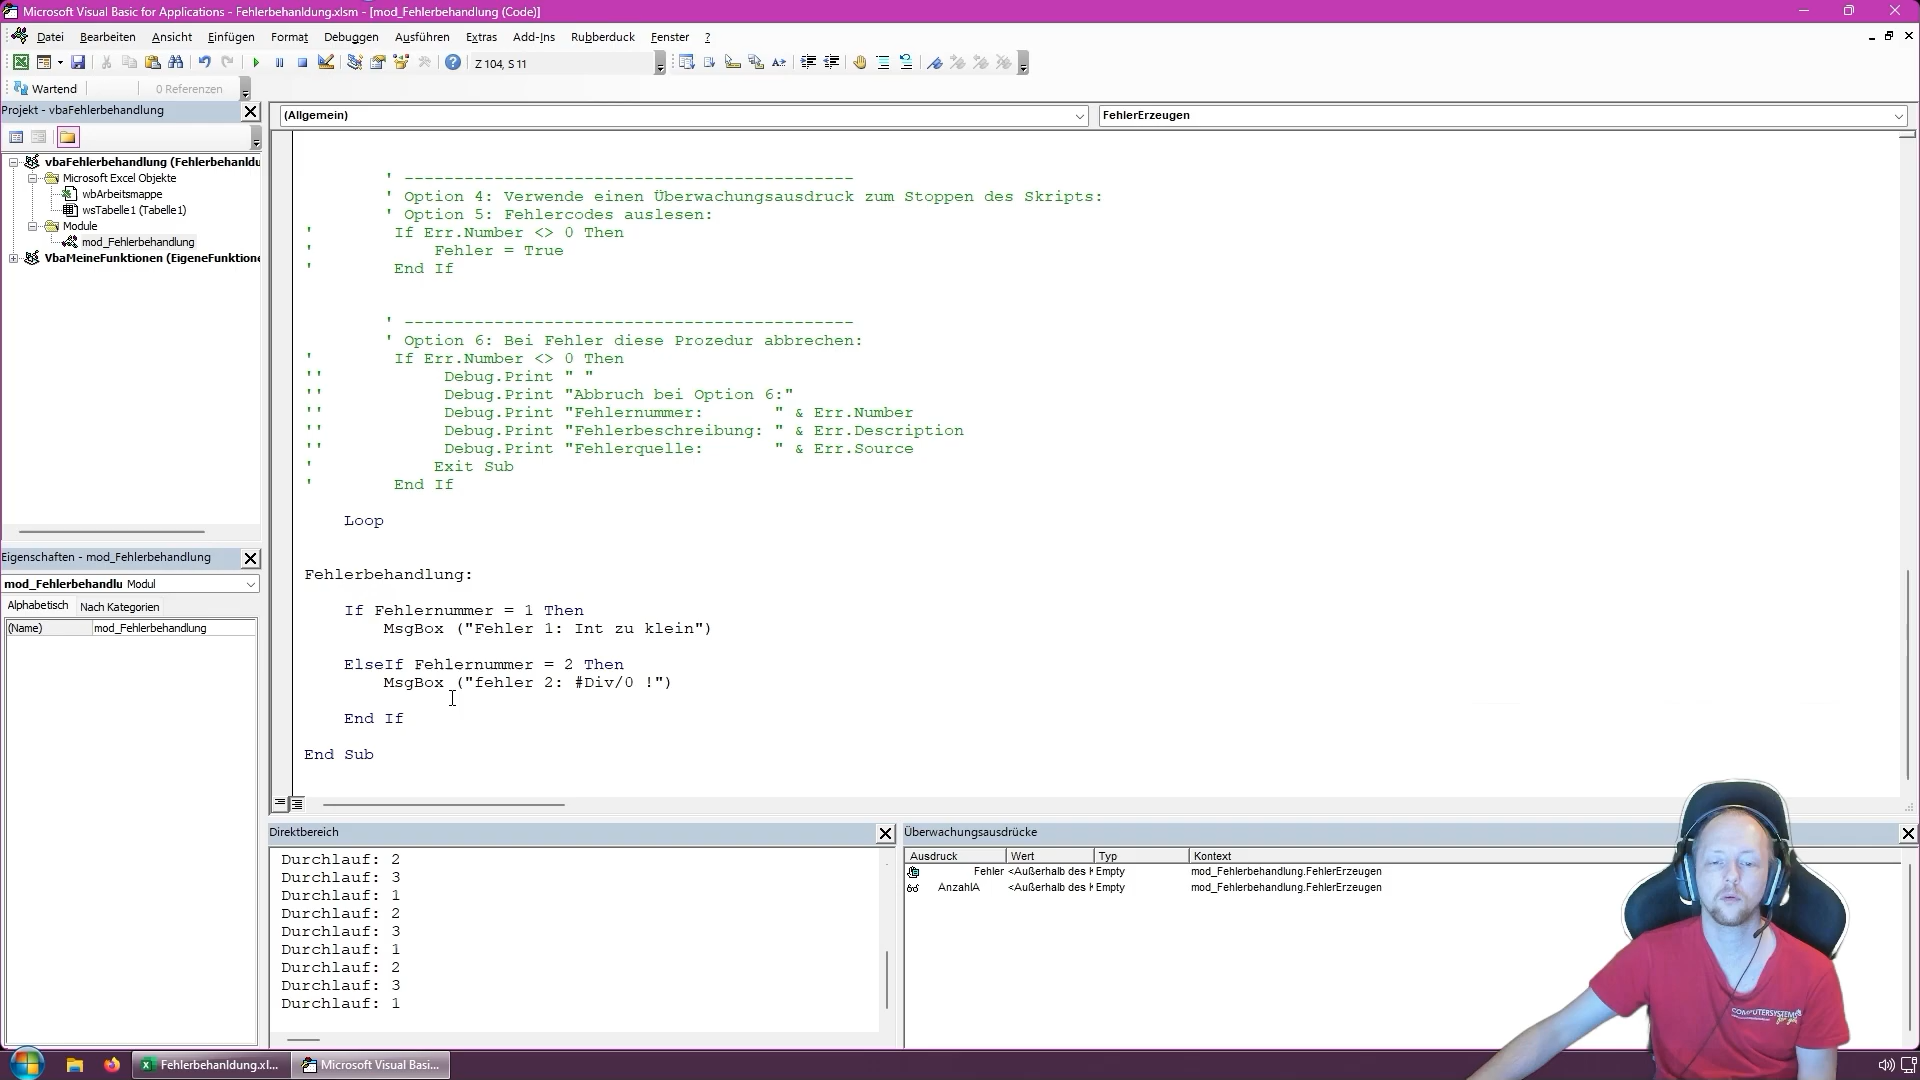 Microsoft Visual Basic for Applications - Fehlerbehanldung.xlsm - [mod_Fehlerbehandlung (Code)]
Datei Bearbeiten Ansicht Einfügen Format Debuggen Ausführen Extras Add-Ins Rubberduck Fenster ?
Z 104, S 11
Wartend 0 Referenzen
Projekt - vbaFehlerbehandlung
vbaFehlerbehandlung (Fehlerbehanldu
Microsoft Excel Objekte
wbArbeitsmappe
wsTabelle1 (Tabelle1)
Module
mod_Fehlerbehandlung
VbaMeineFunktionen (EigeneFunktione
Eigenschaften - mod_Fehlerbehandlung
mod_Fehlerbehandlu Modul
Alphabetisch Nach Kategorien
(Name) mod_Fehlerbehandlung
(Allgemein) FehlerErzeugen
' ---------------------------------------------
' Option 4: Verwende einen Überwachungsausdruck zum Stoppen des Skripts:
' Option 5: Fehlercodes auslesen:
' If Err.Number <> 0 Then
' Fehler = True
' End If
' ---------------------------------------------
' Option 6: Bei Fehler diese Prozedur abbrechen:
' If Err.Number <> 0 Then
'' Debug.Print " "
'' Debug.Print "Abbruch bei Option 6:"
'' Debug.Print "Fehlernummer: " & Err.Number
'' Debug.Print "Fehlerbeschreibung: " & Err.Description
'' Debug.Print "Fehlerquelle: " & Err.Source
' Exit Sub
' End If
Loop
Fehlerbehandlung:
If Fehlernummer = 1 Then
MsgBox ("Fehler 1: Int zu klein")
ElseIf Fehlernummer = 2 Then
MsgBox ("fehler 2: #Div/0 !")
End If
End Sub
Direktbereich
Durchlauf: 2
Durchlauf: 3
Durchlauf: 1
Durchlauf: 2
Durchlauf: 3
Durchlauf: 1
Durchlauf: 2
Durchlauf: 3
Durchlauf: 1
Überwachungsausdrücke
Ausdruck Wert Typ Kontext
Fehler <Außerhalb des K Empty mod_Fehlerbehandlung.FehlerErzeugen
AnzahlA <Außerhalb des K Empty mod_Fehlerbehandlung.FehlerErzeugen
COMPUTERSYSTEME
Fehlerbehanldung.xl... Microsoft Visual Basi...